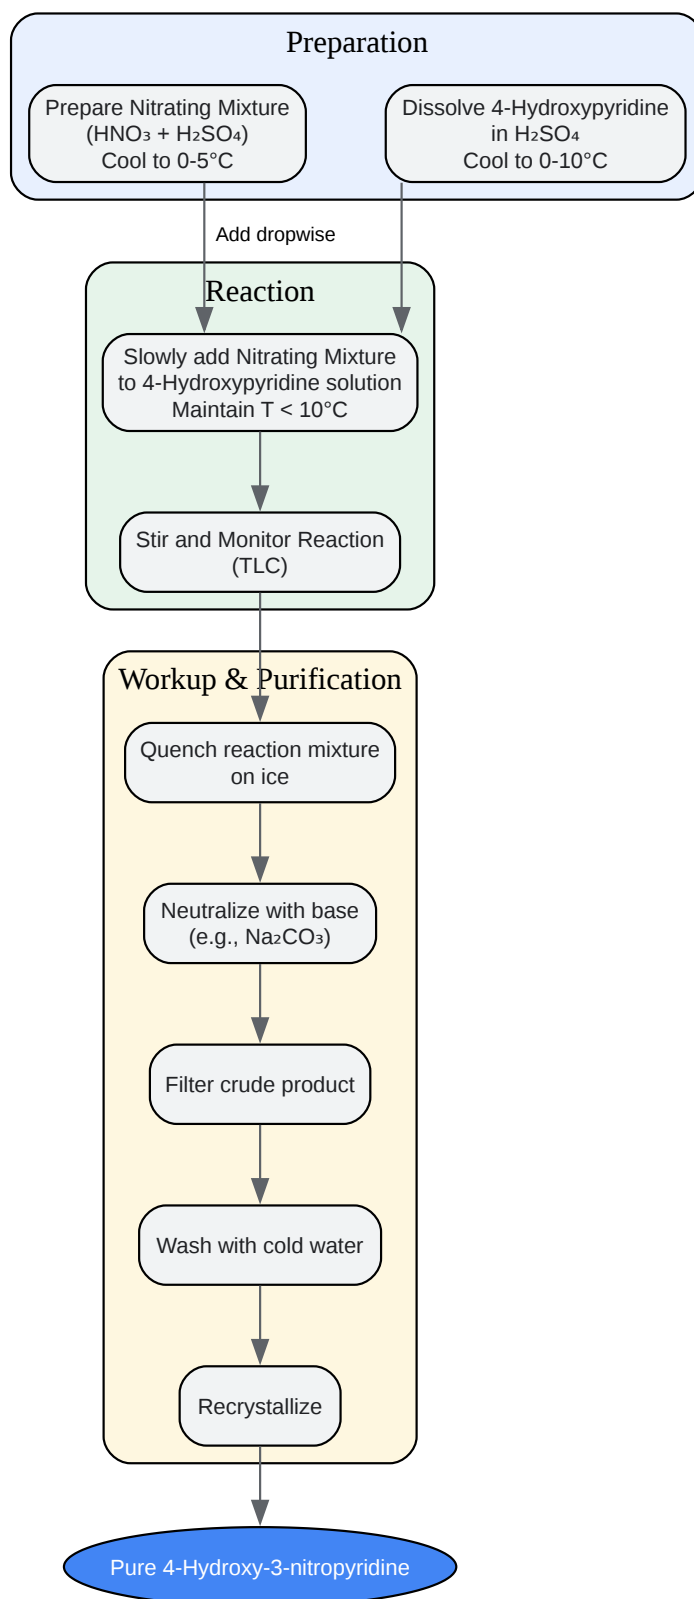 Preparation
Prepare Nitrating Mixture
(HNO₃ + H₂SO₄)
Cool to 0-5°C
Dissolve 4-Hydroxypyridine
in H₂SO₄
Cool to 0-10°C
Add dropwise
Reaction
Slowly add Nitrating Mixture
to 4-Hydroxypyridine solution
Maintain T < 10°C
Stir and Monitor Reaction
(TLC)
Workup & Purification
Quench reaction mixture
on ice
Neutralize with base
(e.g., Na₂CO₃)
Filter crude product
Wash with cold water
Recrystallize
Pure 4-Hydroxy-3-nitropyridine